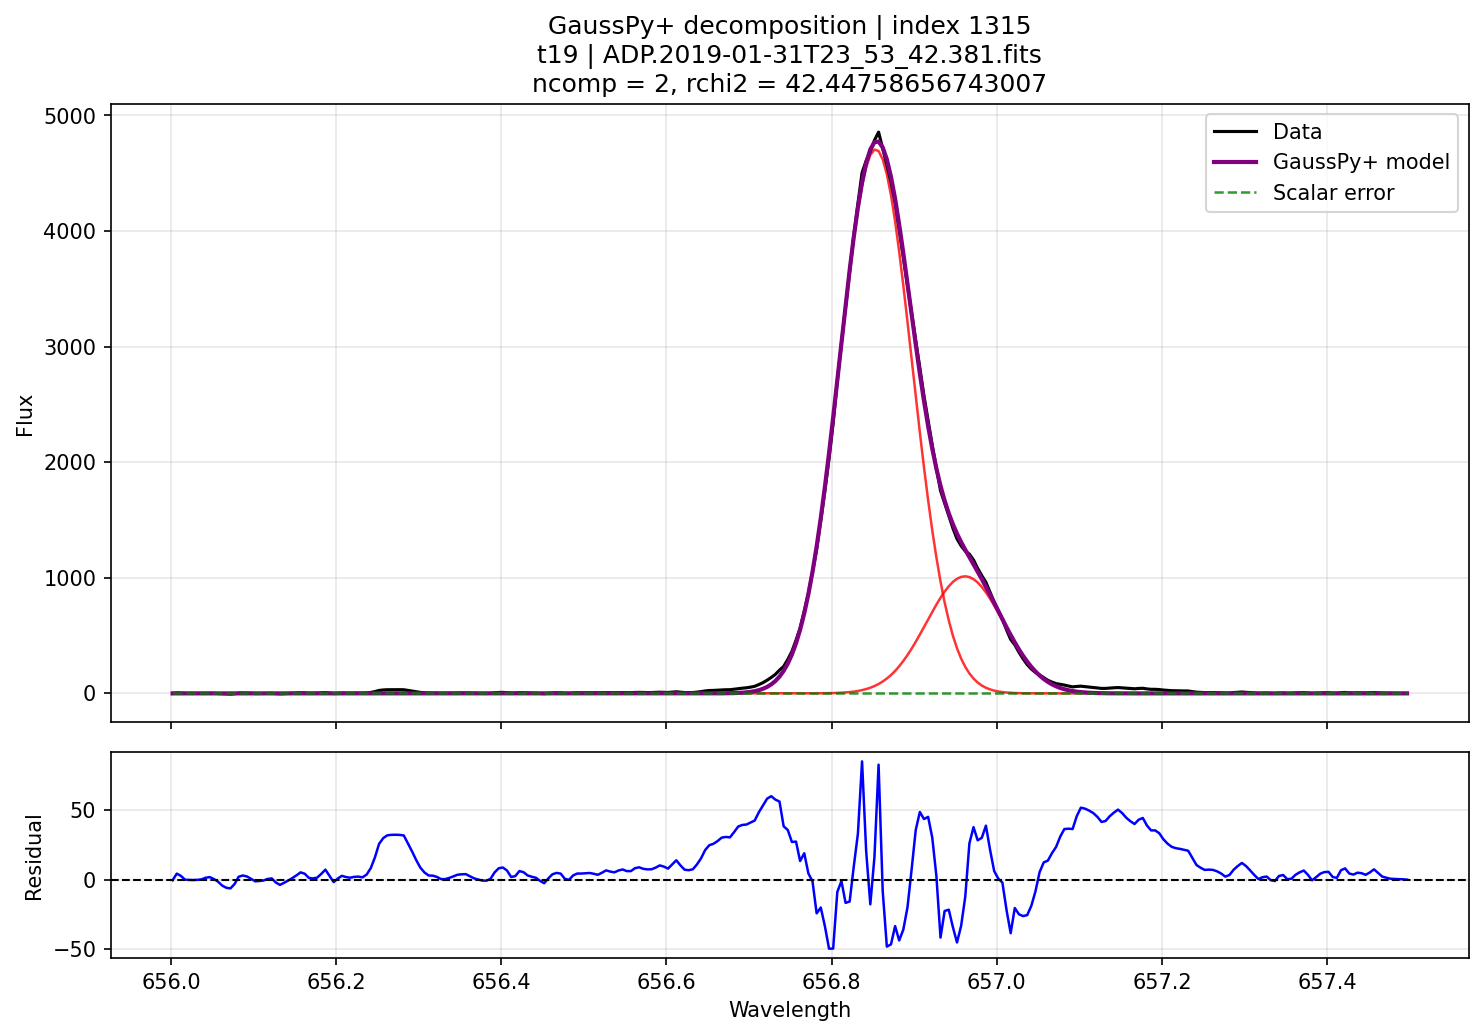 GaussPy+ decomposition | index 1315
t19 | ADP.2019-01-31T23_53_42.381.fits
ncomp = 2, rchi2 = 42.44758656743007
Data
GaussPy+ model
Scalar error
5000
4000
3000
2000
1000
0
Flux
50
0
−50
Residual
656.0 656.2 656.4 656.6 656.8 657.0 657.2 657.4
Wavelength